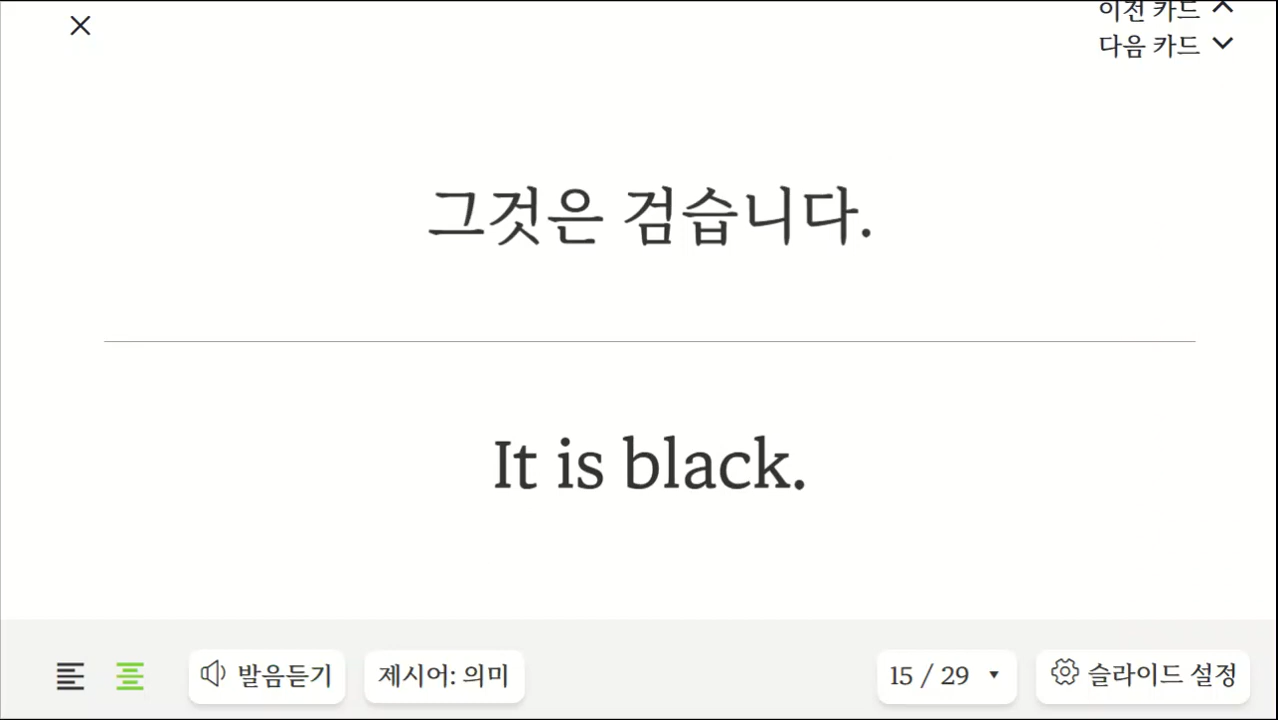 이전 카드
다음 카드
그것은 검습니다.
It is black.
발음듣기
제시어: 의미
15 / 29
슬라이드 설정